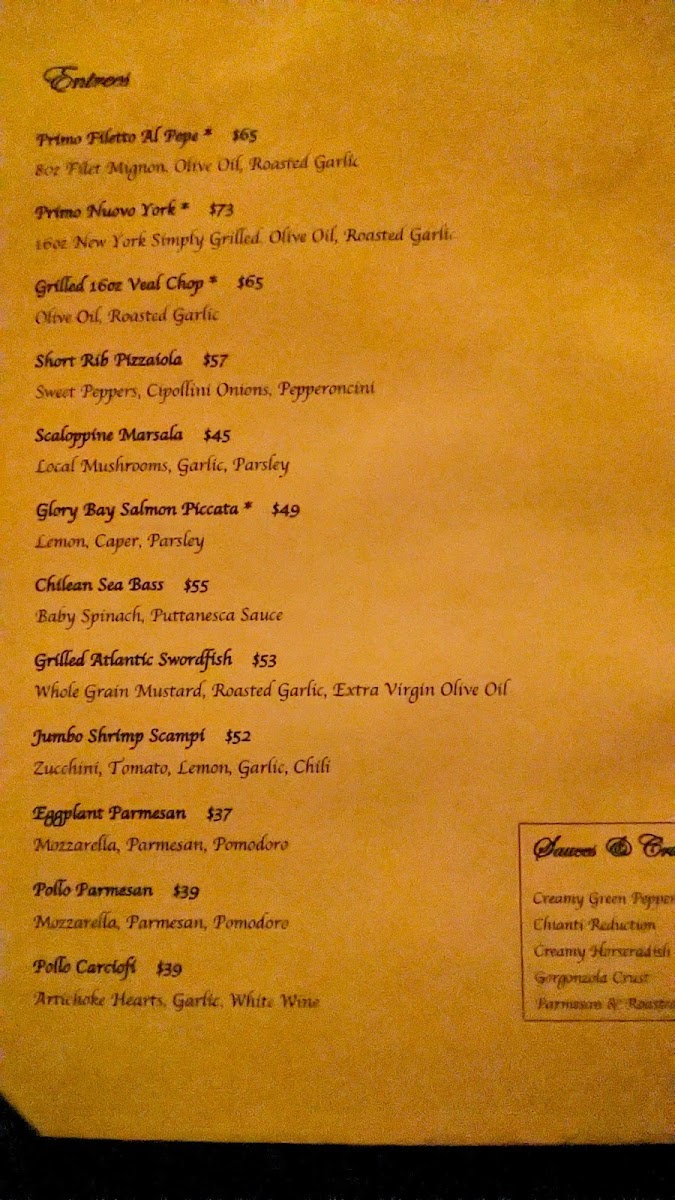 Entrees
Primo Filetto Al Pepe * $65
8oz Filet Mignon, Olive Oil, Roasted Garlic
Primo Nuovo York * $73
16oz New York Simply Grilled, Olive Oil, Roasted Garlic
Grilled 16oz Veal Chop * $65
Olive Oil, Roasted Garlic
Short Rib Pizzaiola $57
Sweet Peppers, Cipollini Onions, Pepperoncini
Scaloppine Marsala $45
Local Mushrooms, Garlic, Parsley
Glory Bay Salmon Piccata * $49
Lemon, Caper, Parsley
Chilean Sea Bass $55
Baby Spinach, Puttanesca Sauce
Grilled Atlantic Swordfish $53
Whole Grain Mustard, Roasted Garlic, Extra Virgin Olive Oil
Jumbo Shrimp Scampi $52
Zucchini, Tomato, Lemon, Garlic, Chili
Eggplant Parmesan $37
Mozzarella, Parmesan, Pomodoro
Pollo Parmesan $39
Mozzarella, Parmesan, Pomodoro
Pollo Carciofi $39
Artichoke Hearts, Garlic, White Wine
Sauces &
Creamy Green Pepper
Chianti Reduction
Creamy Horseradish
Gorgonzola Crust
Parmesan & Roasted